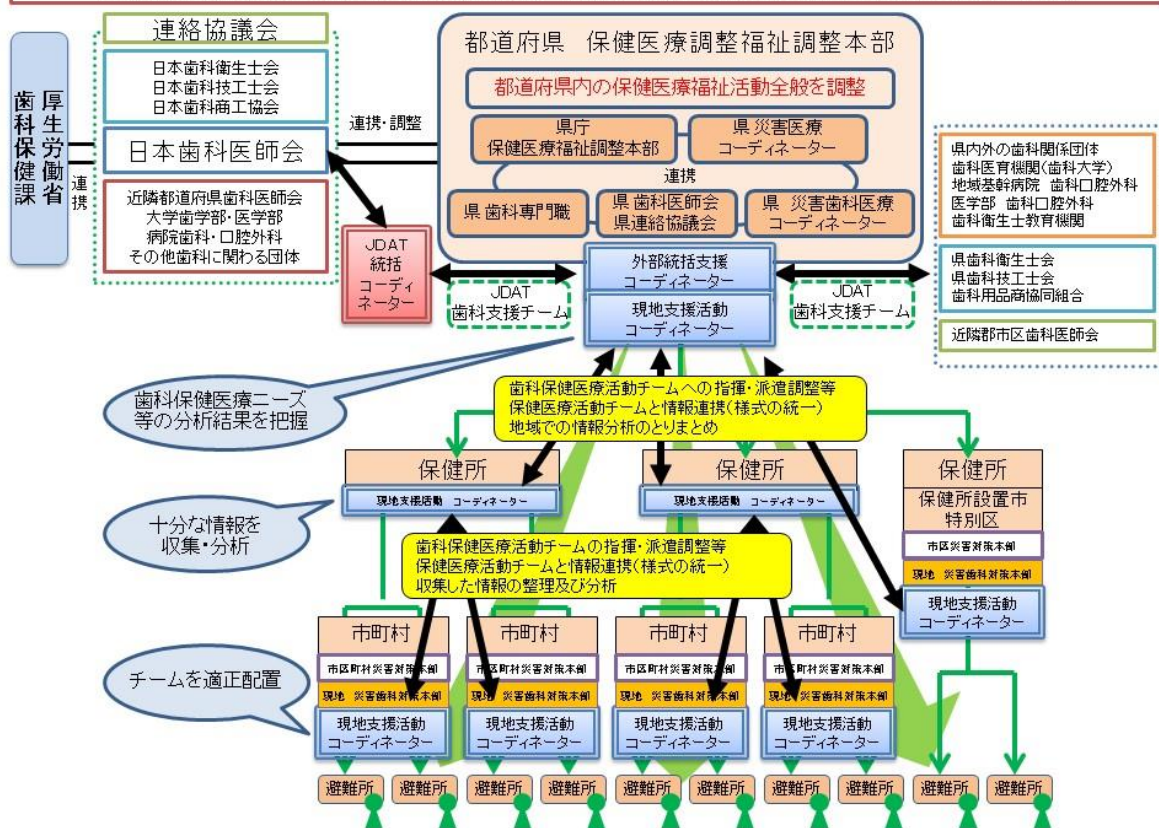 連絡協議会
日本歯科衛生士会
日本歯科技工士会
日本歯科商工協会
厚生労働省
歯科保健課
連携
日本歯科医師会
近隣都道府県歯科医師会
大学歯学部・医学部
病院歯科・口腔外科
その他歯科に関わる団体
連携・調整
JDAT
統括
コーディ
ネーター
都道府県 保健医療調整福祉調整本部
都道府県内の保健医療福祉活動全般を調整
県庁
保健医療福祉調整本部
県 災害医療
コーディネーター
連携
県 歯科専門職
県 歯科医師会
県連絡協議会
県 災害歯科医療
コーディネーター
外部統括支援
コーディネーター
現地支援活動
コーディネーター
JDAT
歯科支援チーム
JDAT
歯科支援チーム
県内外の歯科関係団体
歯科医育機関(歯科大学)
地域基幹病院 歯科口腔外科
医学部 歯科口腔外科
歯科衛生士教育機関
県歯科衛生士会
県歯科技工士会
歯科用品商協同組合
近隣郡市区歯科医師会
歯科保健医療ニーズ
等の分析結果を把握
歯科保健医療活動チームへの指揮・派遣調整等
保健医療活動チームと情報連携(様式の統一)
地域での情報分析のとりまとめ
保健所
現地支援活動 コーディネーター
保健所
現地支援活動 コーディネーター
保健所
保健所設置市
特別区
市区災害対策本部
現地 災害歯科対策本部
現地支援活動
コーディネーター
十分な情報を
収集・分析
歯科保健医療活動チームの指揮・派遣調整等
保健医療活動チームと情報連携(様式の統一)
収集した情報の整理及び分析
チームを適正配置
市町村
市区町村災害対策本部
現地 災害歯科対策本部
現地支援活動
コーディネーター
市町村
市区町村災害対策本部
現地 災害歯科対策本部
現地支援活動
コーディネーター
市町村
市区町村災害対策本部
現地 災害歯科対策本部
現地支援活動
コーディネーター
市町村
市区町村災害対策本部
現地 災害歯科対策本部
現地支援活動
コーディネーター
避難所
避難所
避難所
避難所
避難所
避難所
避難所
避難所
避難所
避難所